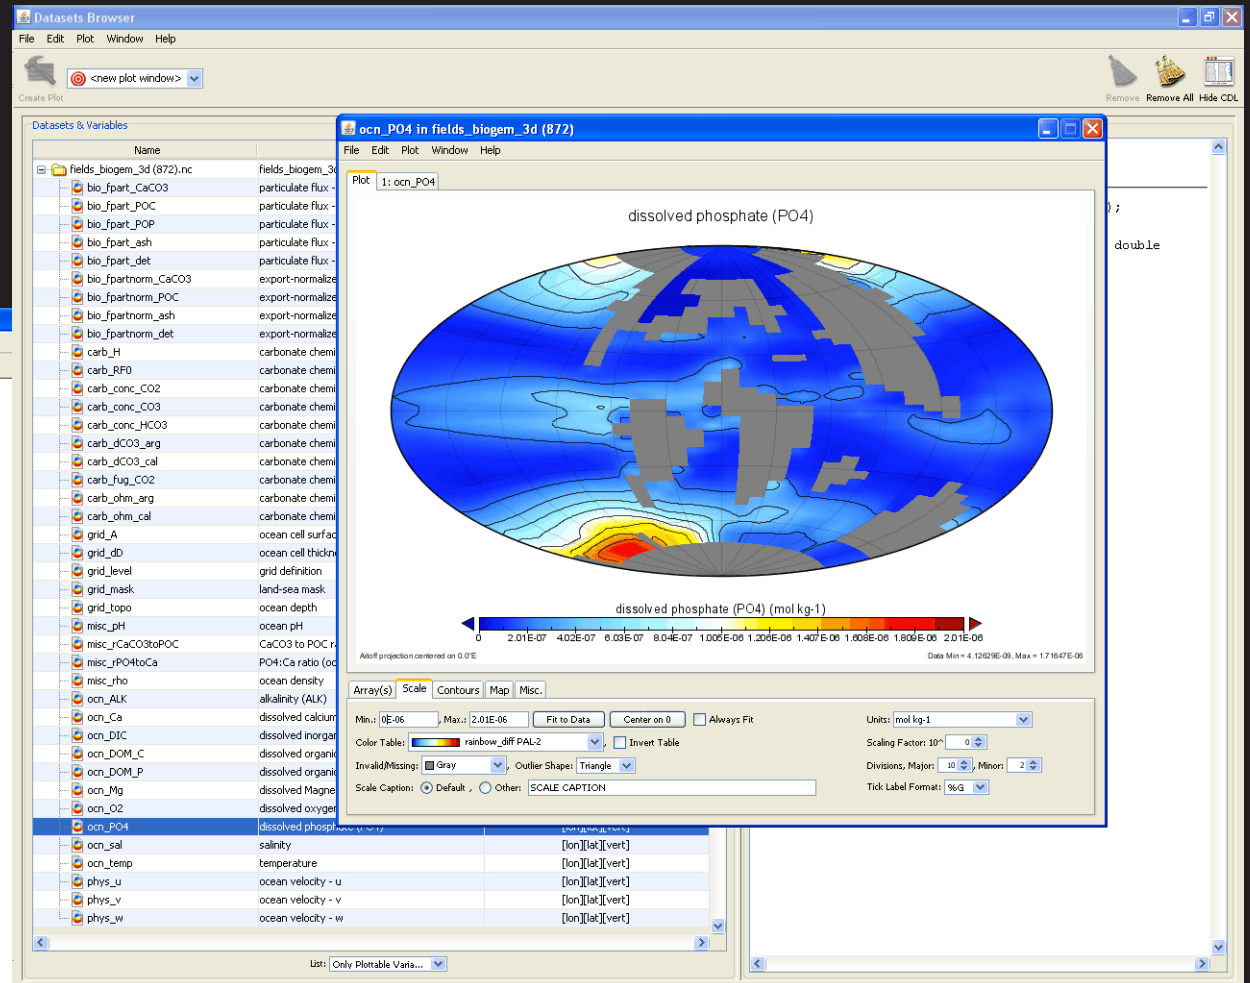 Datasets Browser
File Edit Plot Window Help
<new plot window>
Create Plot
Remove Remove All Hide CDL
Datasets & Variables
Name
fields_biogem_3d (872).nc fields_biogem_3d
bio_fpart_CaCO3 particulate flux -
bio_fpart_POC particulate flux -
bio_fpart_POP particulate flux -
bio_fpart_ash particulate flux -
bio_fpart_det particulate flux -
bio_fpartnorm_CaCO3 export-normalize
bio_fpartnorm_POC export-normalize
bio_fpartnorm_ash export-normalize
bio_fpartnorm_det export-normalize
carb_H carbonate chemi
carb_RF0 carbonate chemi
carb_conc_CO2 carbonate chemi
carb_conc_CO3 carbonate chemi
carb_conc_HCO3 carbonate chemi
carb_dCO3_arg carbonate chemi
carb_dCO3_cal carbonate chemi
carb_fug_CO2 carbonate chemi
carb_ohm_arg carbonate chemi
carb_ohm_cal carbonate chemi
grid_A ocean cell surfac
grid_dD ocean cell thickn
grid_level grid definition
grid_mask land-sea mask
grid_topo ocean depth
misc_pH ocean pH
misc_rCaCO3toPOC CaCO3 to POC r
misc_rPO4toCa PO4:Ca ratio (oc
misc_rho ocean density
ocn_ALK alkalinity (ALK)
ocn_Ca dissolved calcium
ocn_DIC dissolved inorgar
ocn_DOM_C dissolved organic
ocn_DOM_P dissolved organic
ocn_Mg dissolved Magne
ocn_O2 dissolved oxyger
ocn_PO4 dissolved phosphate (PO4) [lon][lat][vert]
ocn_sal salinity [lon][lat][vert]
ocn_temp temperature [lon][lat][vert]
phys_u ocean velocity - u [lon][lat][vert]
phys_v ocean velocity - v [lon][lat][vert]
phys_w ocean velocity - w [lon][lat][vert]
List: Only Plottable Varia...
);
double
ocn_PO4 in fields_biogem_3d (872)
File Edit Plot Window Help
Plot 1: ocn_PO4
dissolved phosphate (PO4)
dissolved phosphate (PO4) (mol kg-1)
0 2.01E-07 4.02E-07 6.03E-07 8.04E-07 1.005E-06 1.206E-06 1.407E-06 1.608E-06 1.809E-06 2.01E-06
Aitoff projection centered on 0.0°E Data Min = 4.12629E-09, Max = 1.71647E-06
Array(s) Scale Contours Map Misc.
Min.: 0E-06 , Max.: 2.01E-06 Fit to Data Center on 0 Always Fit Units: mol kg-1
Color Table: rainbow_diff PAL-2 , Invert Table Scaling Factor: 10^ 0
Invalid/Missing: Gray , Outlier Shape: Triangle Divisions, Major: 10 , Minor: 2
Scale Caption: Default , Other: SCALE CAPTION Tick Label Format: %G